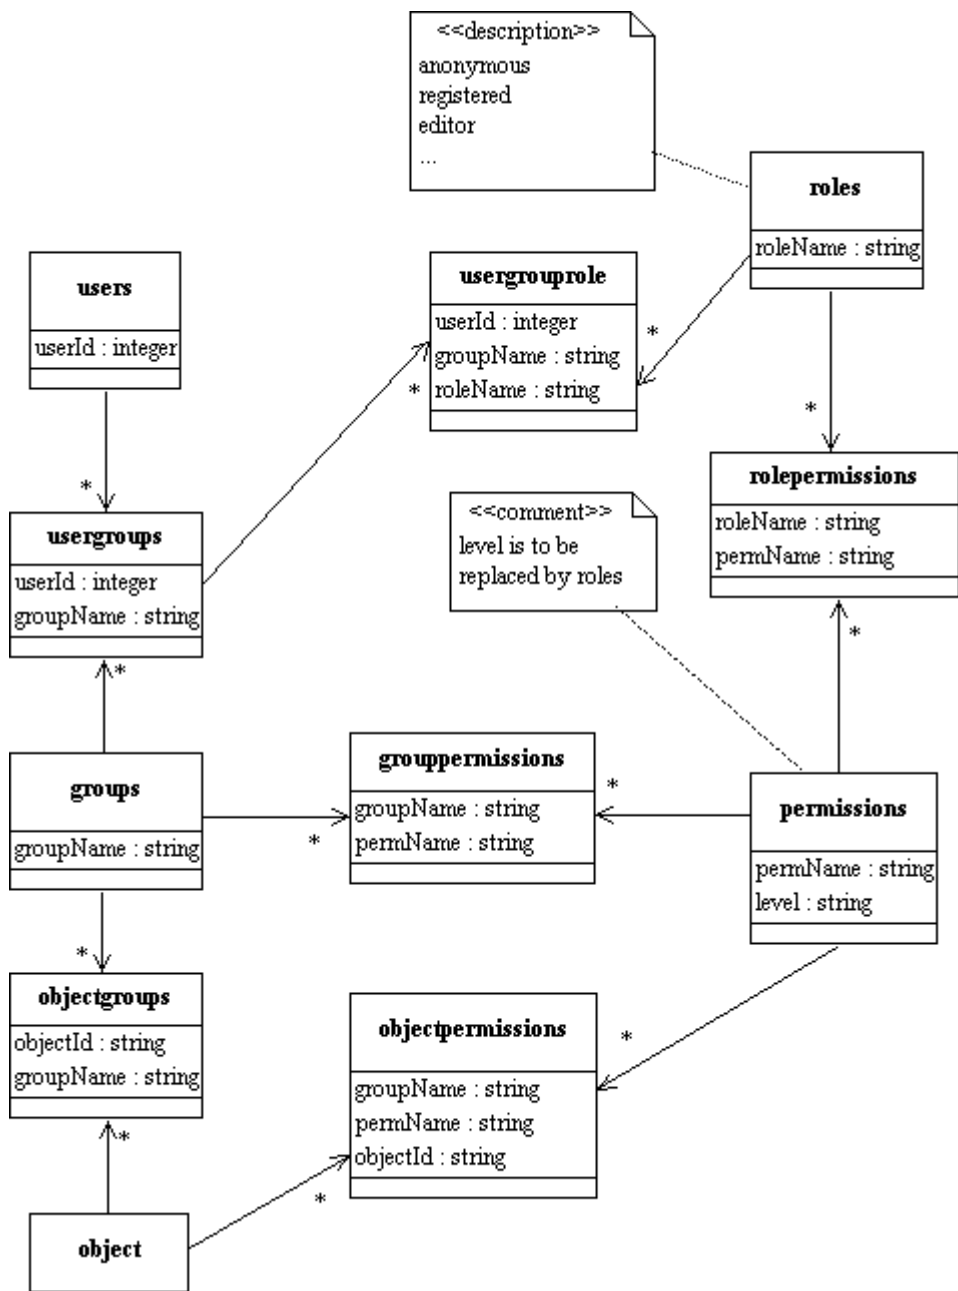 <<description>>
anonymous
registered
editor
...
roles
roleName : string
users
userId : integer
usergrouprole
userId : integer
groupName : string
roleName : string
*
*
*
*
rolepermissions
roleName : string
permName : string
<<comment>>
level is to be
replaced by roles
usergroups
userId : integer
groupName : string
*
*
groups
groupName : string
grouppermissions
groupName : string
permName : string
*
*
permissions
permName : string
level : string
*
objectgroups
objectId : string
groupName : string
objectpermissions
groupName : string
permName : string
objectId : string
*
*
*
object